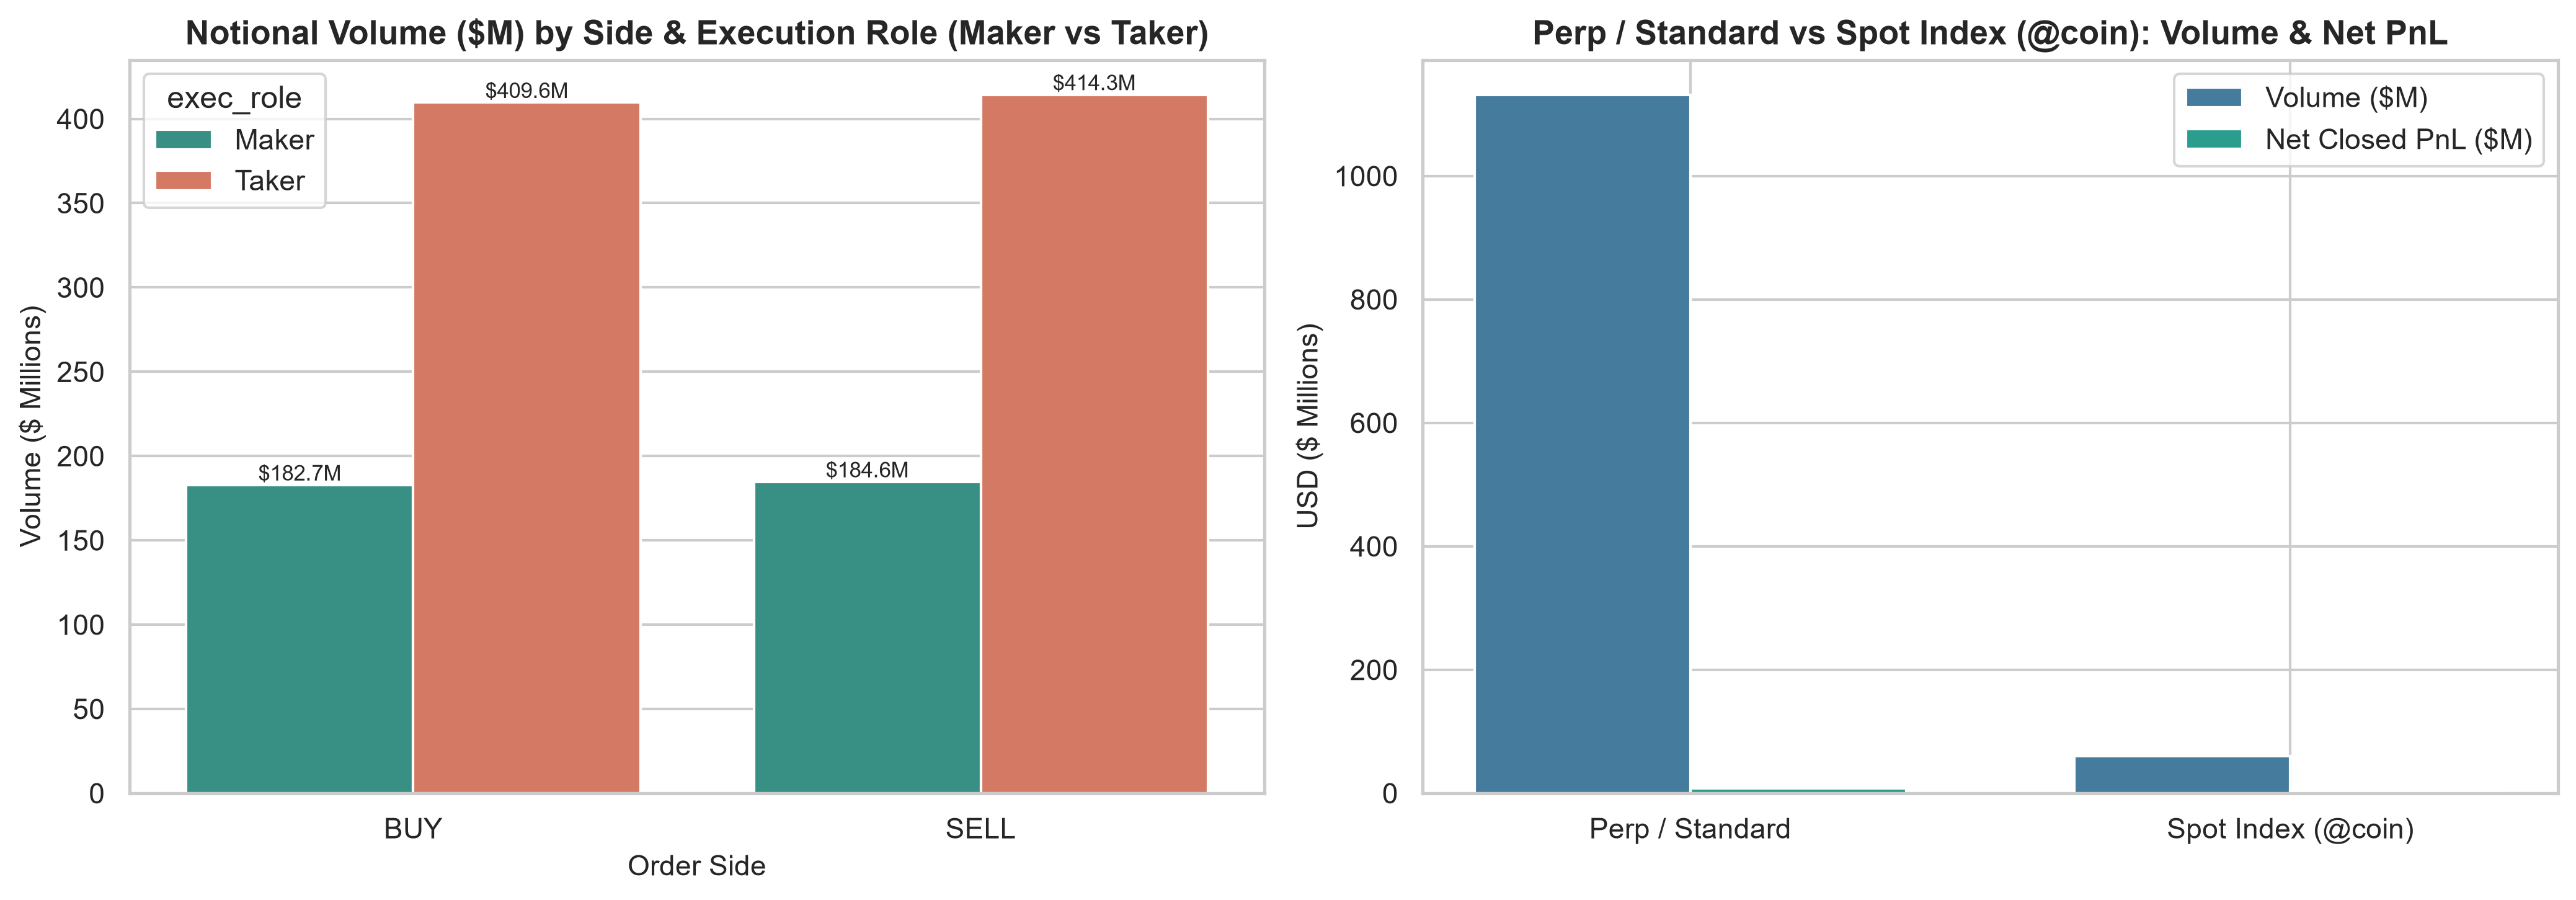 Notional Volume ($M) by Side & Execution Role (Maker vs Taker)
exec_role
Maker
Taker
$409.6M
$414.3M
$182.7M
$184.6M
Volume ($ Millions)
400
350
300
250
200
150
100
50
0
BUY
SELL
Order Side
Perp / Standard vs Spot Index (@coin): Volume & Net PnL
Volume ($M)
Net Closed PnL ($M)
USD ($ Millions)
1000
800
600
400
200
0
Perp / Standard
Spot Index (@coin)